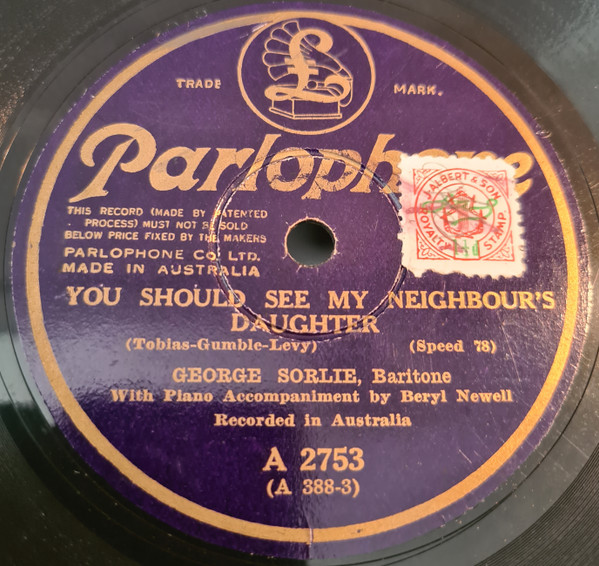 TRADE MARK.
Parlophone
THIS RECORD (MADE BY PATENTED
PROCESS) MUST NOT BE SOLD
BELOW PRICE FIXED BY THE MAKERS
PARLOPHONE CO. LTD.
MADE IN AUSTRALIA
J. ALBERT & SON
ROYALTY STAMP.
YOU SHOULD SEE MY NEIGHBOUR'S
DAUGHTER
(Tobias-Gumble-Levy) (Speed 78)
GEORGE SORLIE, Baritone
With Piano Accompaniment by Beryl Newell
Recorded in Australia
A 2753
(A 388-3)